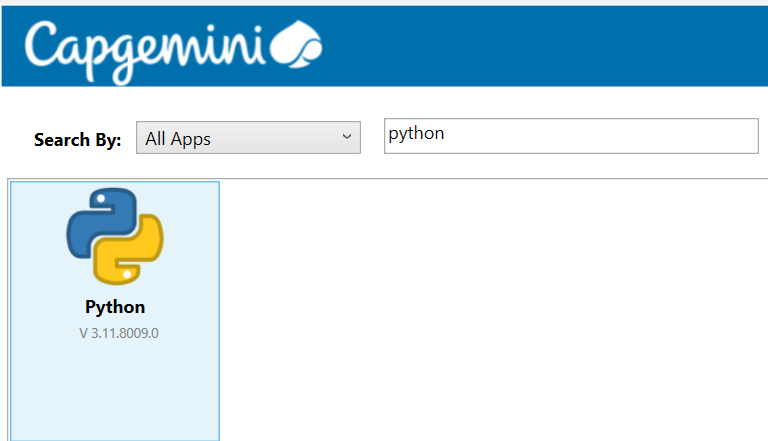 Capgemini
Search By: All Apps python
Python
V 3.11.8009.0